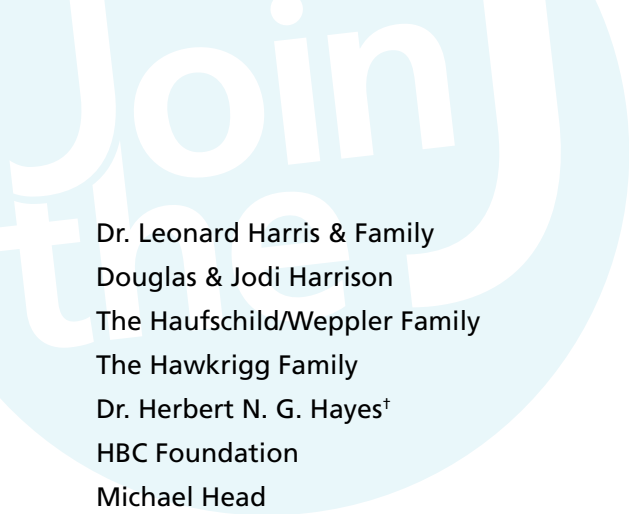 Join
the J
Dr. Leonard Harris & Family
Douglas & Jodi Harrison
The Haufschild/Weppler Family
The Hawkrigg Family
Dr. Herbert N. G. Hayes†
HBC Foundation
Michael Head